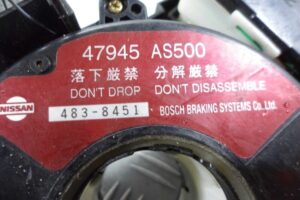 47945 AS500
落下厳禁 分解厳禁
DON'T DROP DON'T DISASSEMBLE
NISSAN
483-8451
BOSCH BRAKING SYSTEMS Co. Ltd.